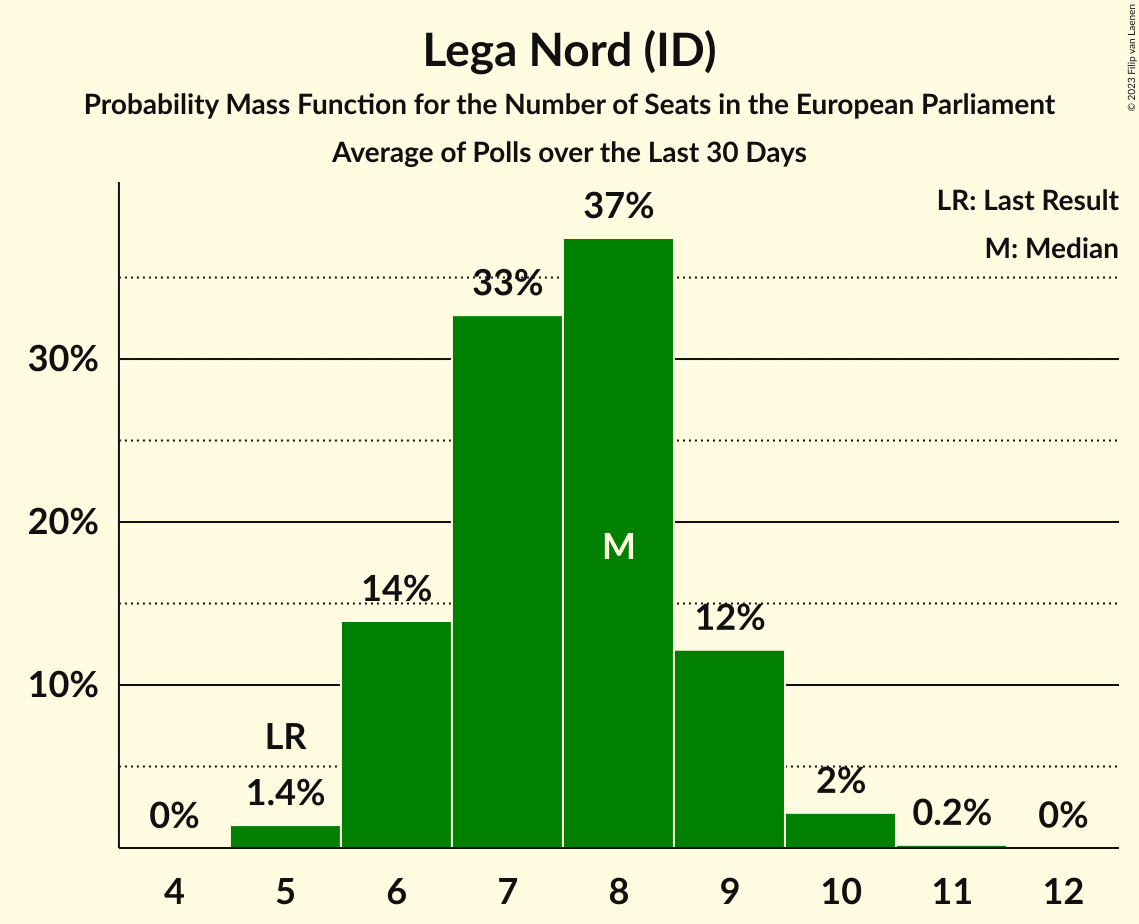 Lega Nord (ID)
Probability Mass Function for the Number of Seats in the European Parliament
Average of Polls over the Last 30 Days
© 2023 Filip van Laenen
LR: Last Result
M: Median
37%
33%
30%
20%
M
14%
12%
10%
LR
1.4%
2%
0%
0.2%
0%
4 5 6 7 8 9 10 11 12